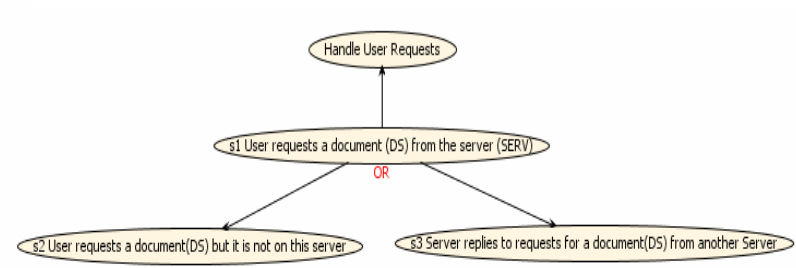 Handle User Requests
s1 User requests a document (DS) from the server (SERV)
OR
s2 User requests a document(DS) but it is not on this server
s3 Server replies to requests for a document(DS) from another Server